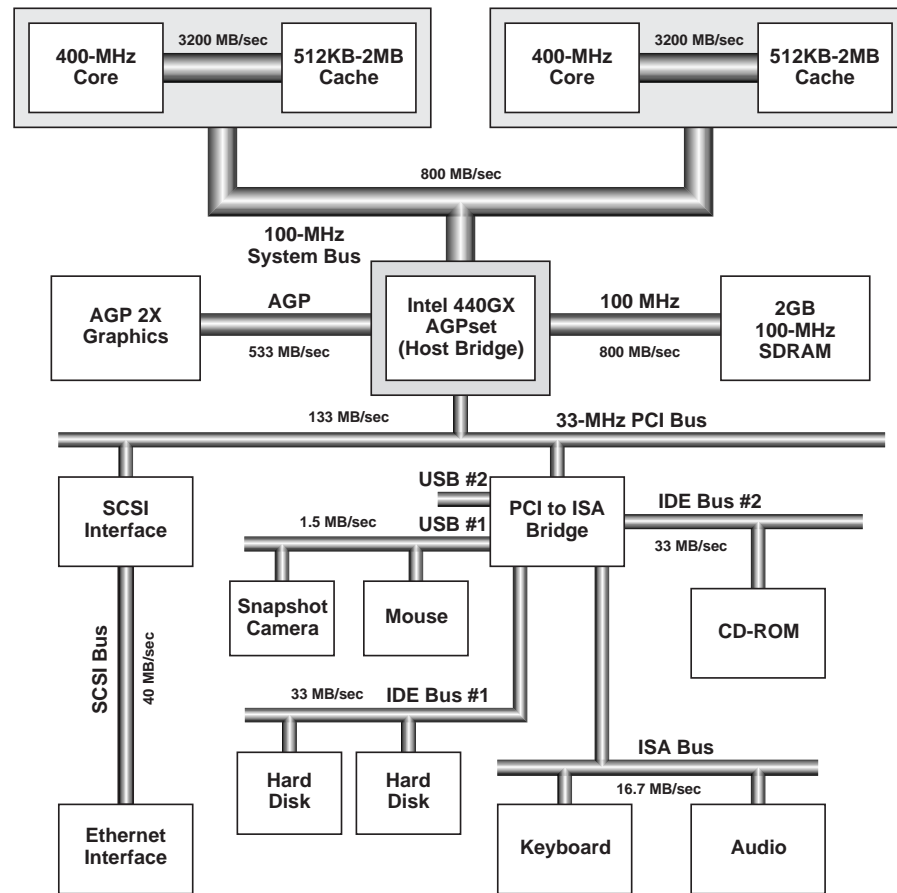 3200 MB/sec
400-MHz
Core
512KB-2MB
Cache
3200 MB/sec
400-MHz
Core
512KB-2MB
Cache
800 MB/sec
100-MHz
System Bus
AGP 2X
Graphics
AGP
533 MB/sec
Intel 440GX
AGPset
(Host Bridge)
100 MHz
800 MB/sec
2GB
100-MHz
SDRAM
133 MB/sec
33-MHz PCI Bus
SCSI
Interface
USB #2
USB #1
1.5 MB/sec
PCI to ISA
Bridge
IDE Bus #2
33 MB/sec
Snapshot
Camera
Mouse
CD-ROM
SCSI Bus
40 MB/sec
33 MB/sec
IDE Bus #1
Hard
Disk
Hard
Disk
ISA Bus
16.7 MB/sec
Ethernet
Interface
Keyboard
Audio